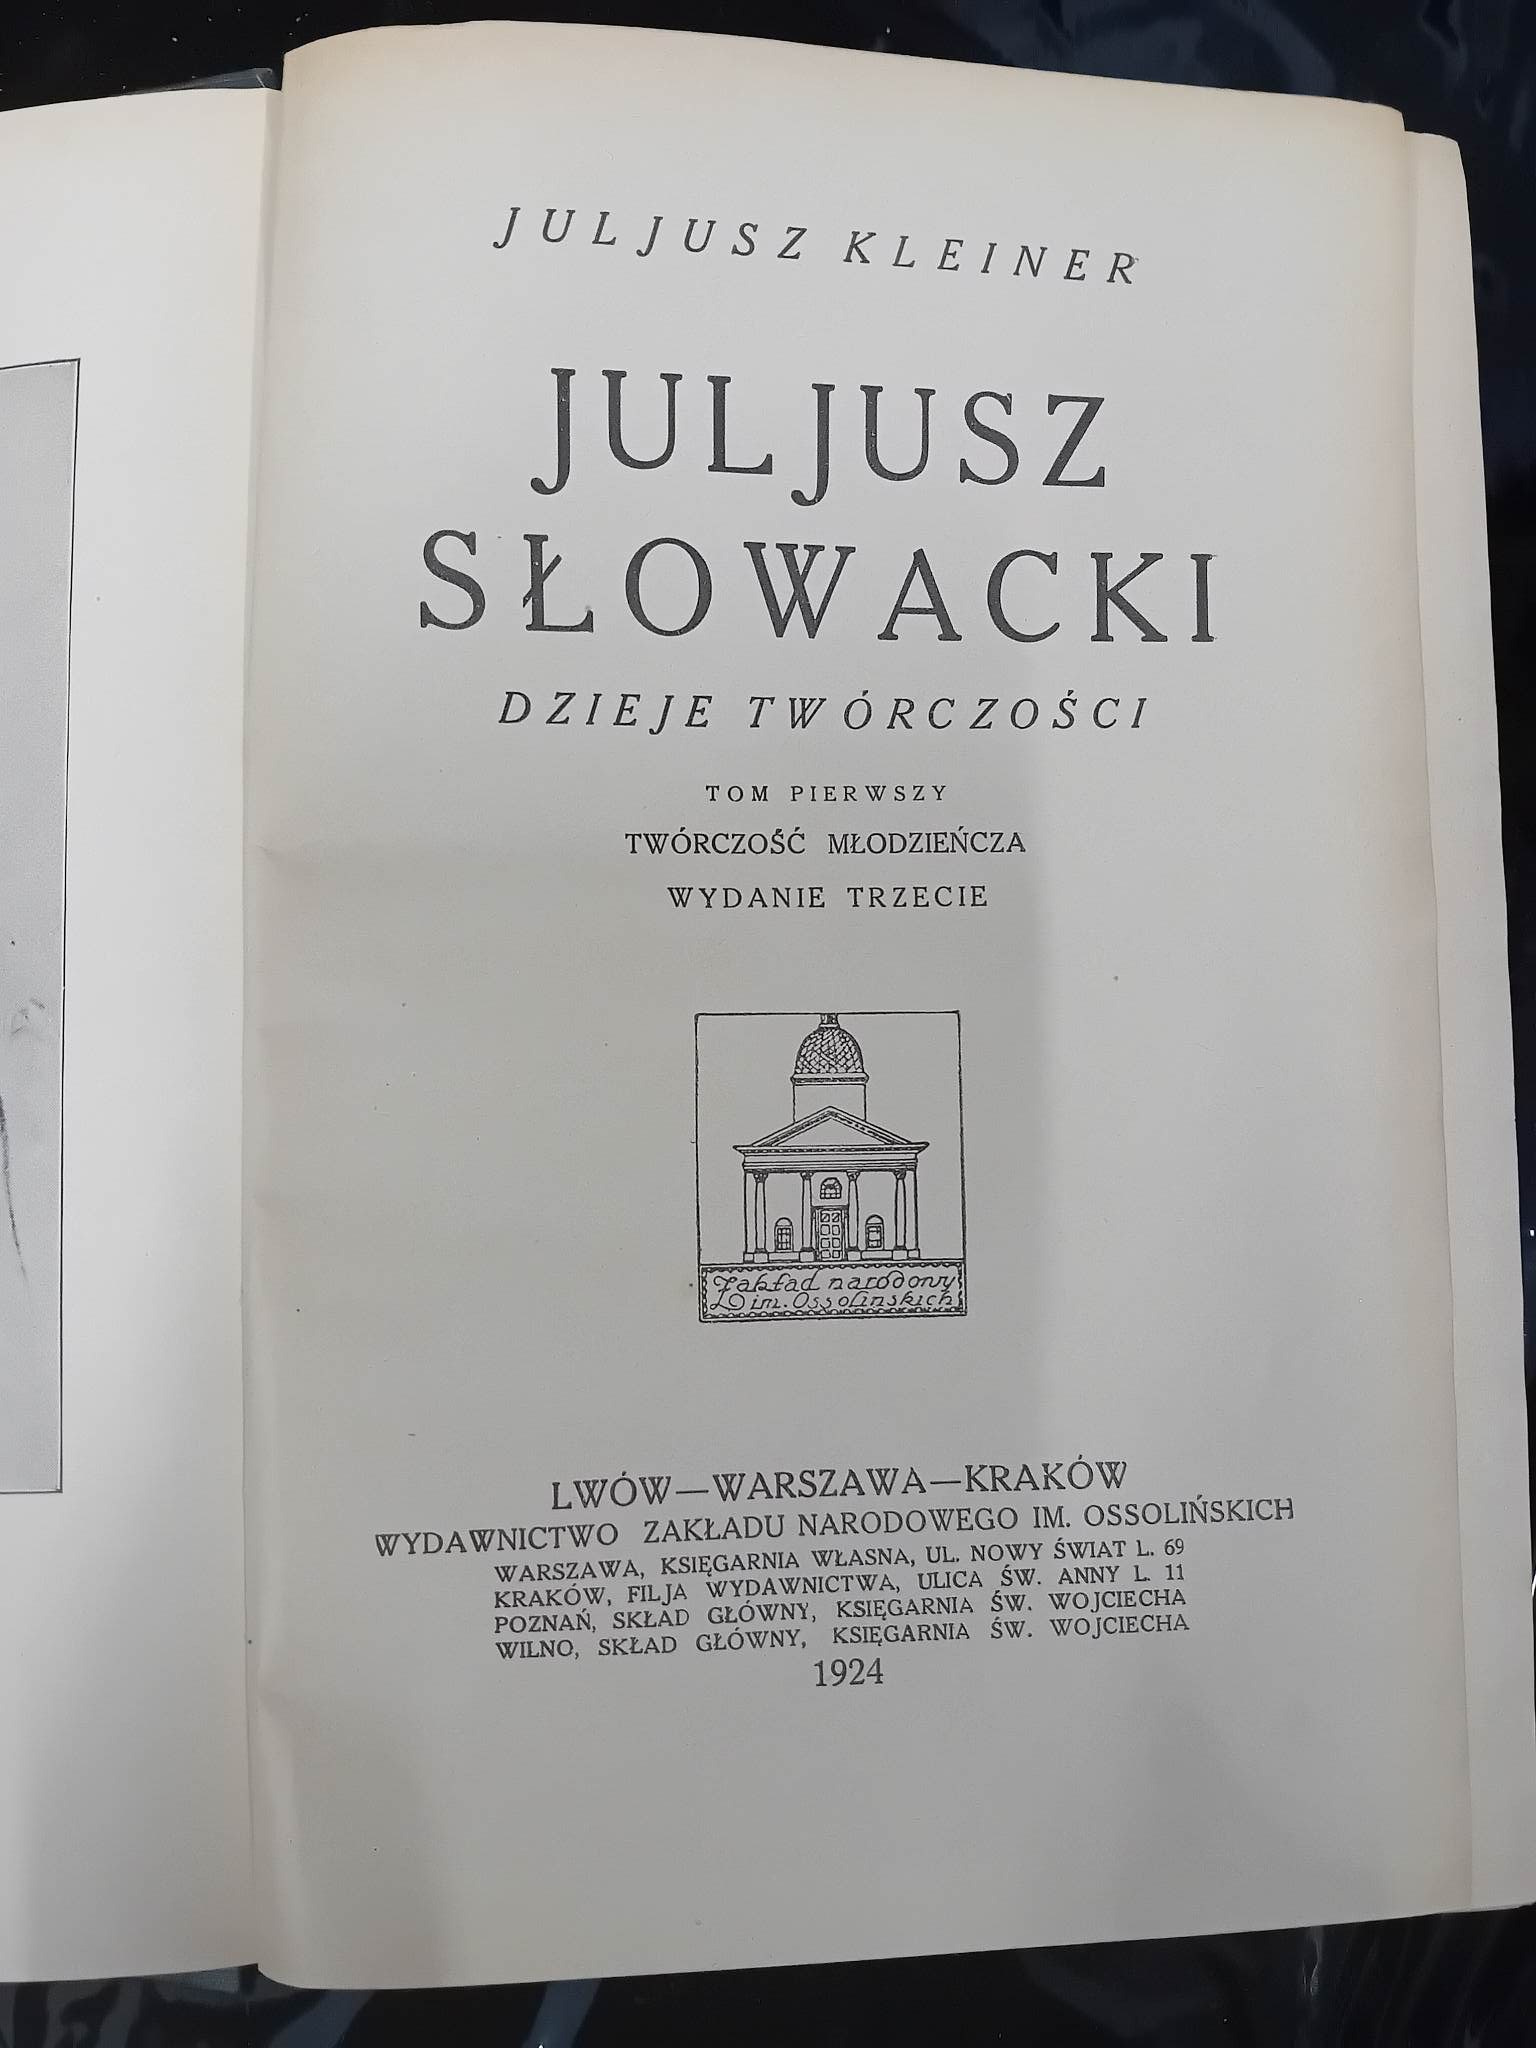 JULJUSZ KLEINER
JULJUSZ
SŁOWACKI
DZIEJE TWÓRCZOŚCI
TOM PIERWSZY
TWÓRCZOŚĆ MŁODZIEŃCZA
WYDANIE TRZECIE
Zakład narodowy
im. Ossolinskich
LWÓW—WARSZAWA—KRAKÓW
WYDAWNICTWO ZAKŁADU NARODOWEGO IM. OSSOLIŃSKICH
WARSZAWA, KSIĘGARNIA WŁASNA, UL. NOWY ŚWIAT L. 69
KRAKÓW, FILJA WYDAWNICTWA, ULICA ŚW. ANNY L. 11
POZNAŃ, SKŁAD GŁÓWNY, KSIĘGARNIA ŚW. WOJCIECHA
WILNO, SKŁAD GŁÓWNY, KSIĘGARNIA ŚW. WOJCIECHA
1924